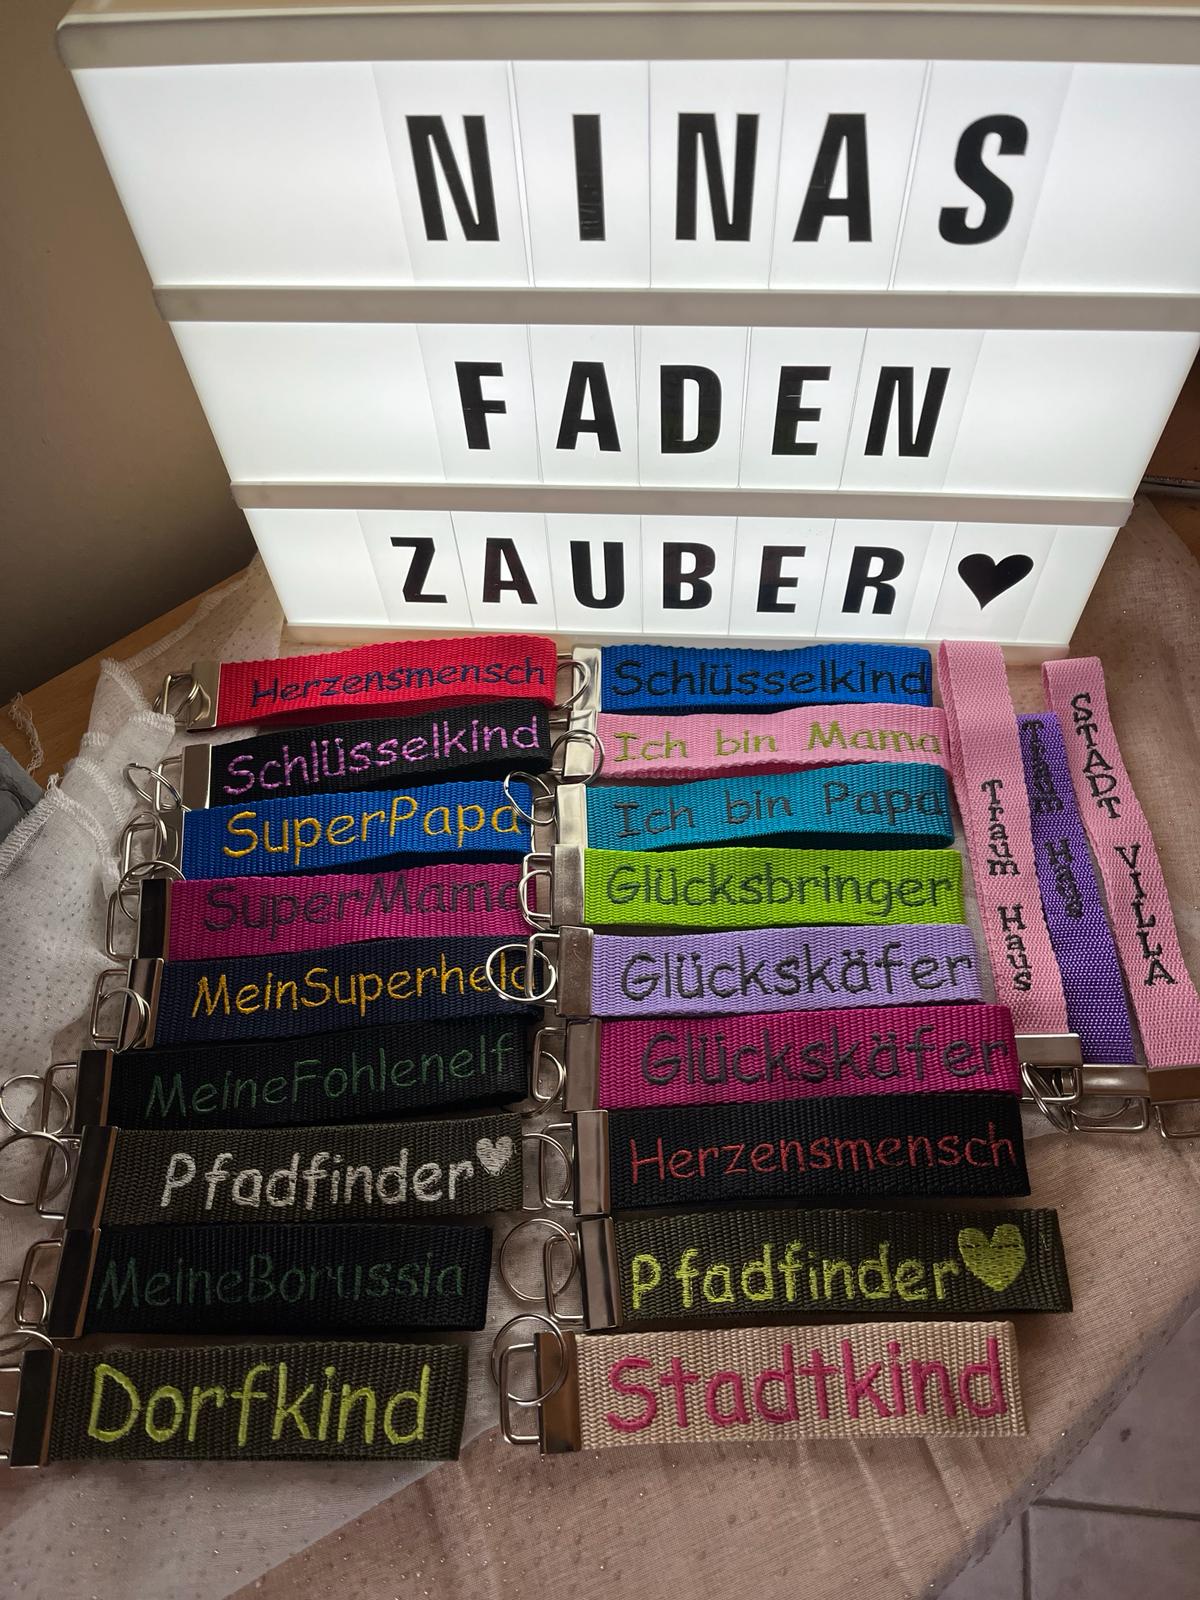 NINAS
FADEN
ZAUBER♥
Herzensmensch
Schlüsselkind
SuperPapa
SuperMama
MeinSuperheld
MeineFohlenelf
Pfadfinder♥
MeineBorussia
Dorfkind
Schlüsselkind
Ich bin Mama
Ich bin Papa
Glücksbringer
Glückskäfer
Glückskäfer
Herzensmensch
Pfadfinder♥
Stadtkind
Traum Haus
Traum Haus
STADT VILLA